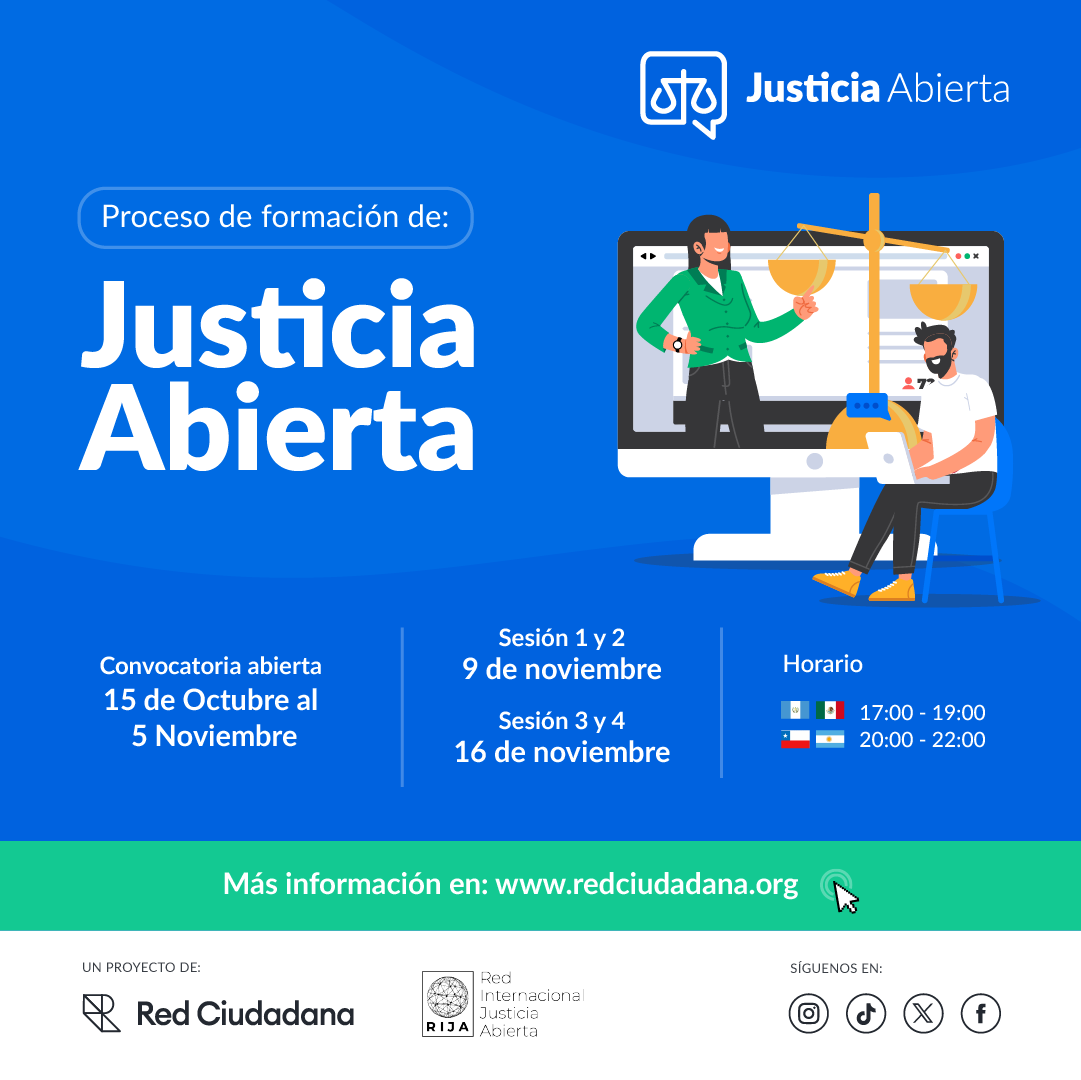 Justicia Abierta
Proceso de formación de:
Justicia
Abierta
Convocatoria abierta
15 de Octubre al
5 Noviembre
Sesión 1 y 2
9 de noviembre
Sesión 3 y 4
16 de noviembre
Horario
17:00 - 19:00
20:00 - 22:00
Más información en: www.redciudadana.org
UN PROYECTO DE:
Red Ciudadana
RIJA
Red
Internacional
Justicia
Abierta
SÍGUENOS EN: